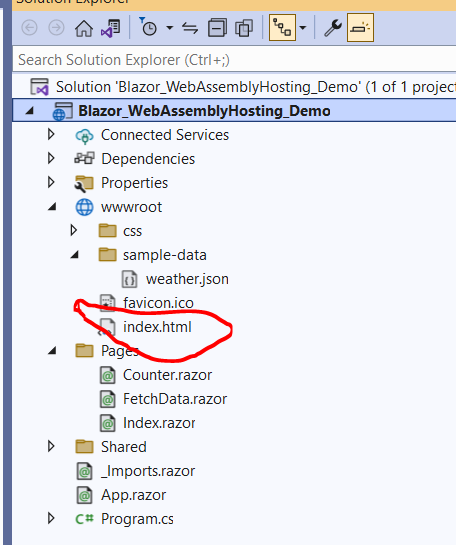 Solution Explorer
Search Solution Explorer (Ctrl+;)
Solution 'Blazor_WebAssemblyHosting_Demo' (1 of 1 project
Blazor_WebAssemblyHosting_Demo
Connected Services
Dependencies
Properties
wwwroot
css
sample-data
weather.json
favicon.ico
index.html
Pages
Counter.razor
FetchData.razor
Index.razor
Shared
_Imports.razor
App.razor
C# Program.cs